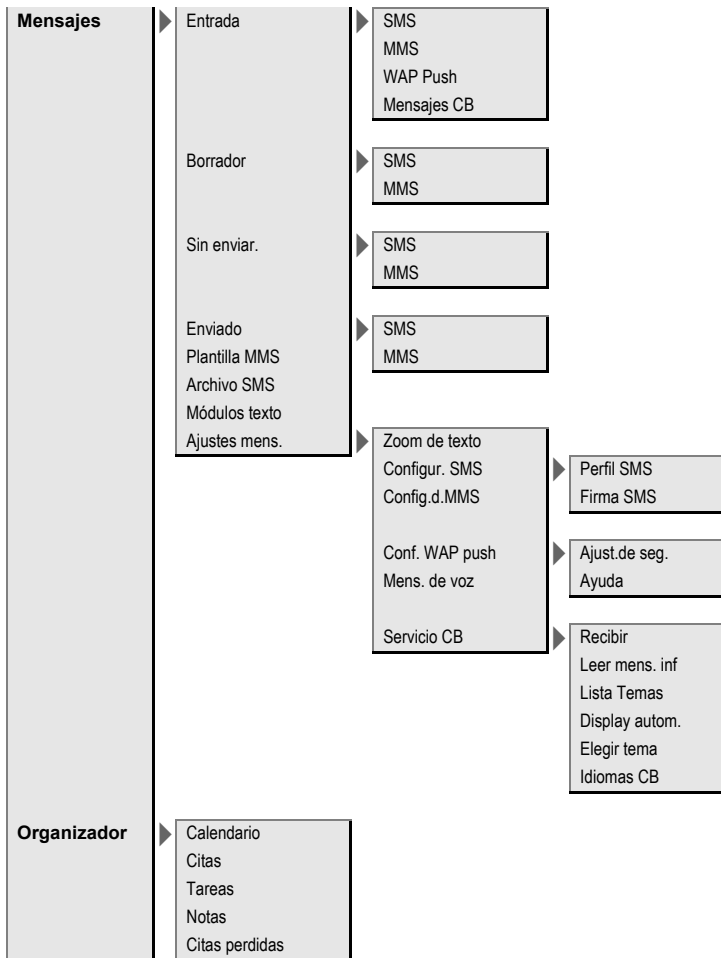 Mensajes
Entrada
SMS
MMS
WAP Push
Mensajes CB
Borrador
SMS
MMS
Sin enviar.
SMS
MMS
Enviado
SMS
Plantilla MMS
MMS
Archivo SMS
Módulos texto
Ajustes mens.
Zoom de texto
Configur. SMS
Perfil SMS
Config.d.MMS
Firma SMS
Conf. WAP push
Ajust.de seg.
Mens. de voz
Ayuda
Servicio CB
Recibir
Leer mens. inf
Lista Temas
Display autom.
Elegir tema
Idiomas CB
Organizador
Calendario
Citas
Tareas
Notas
Citas perdidas